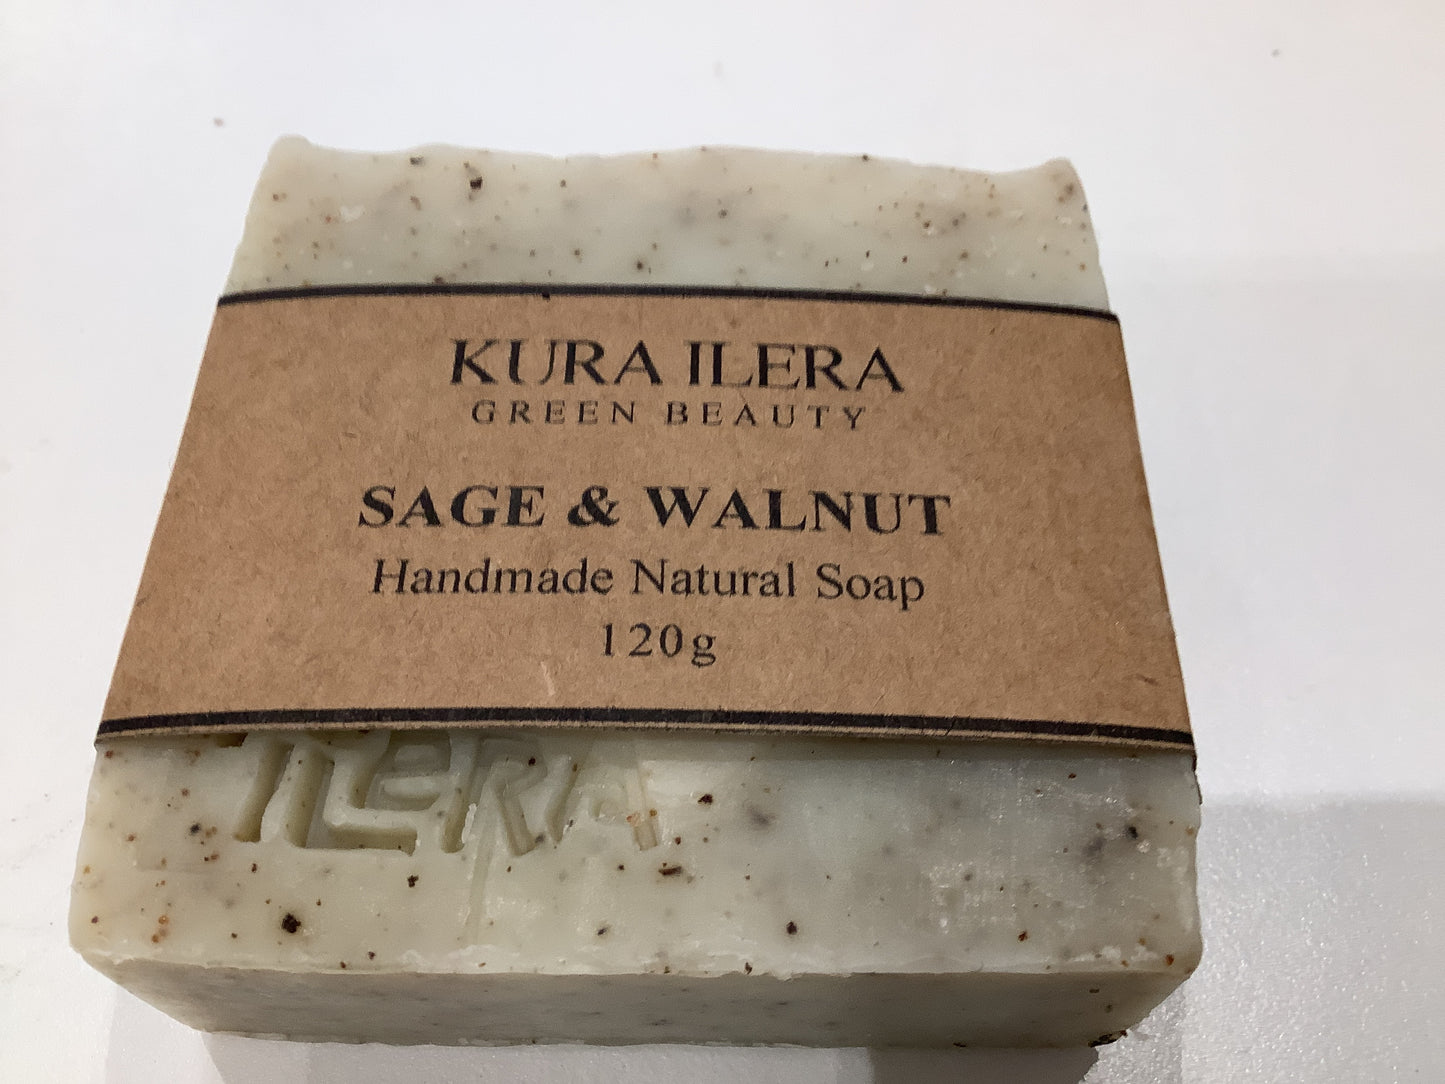 KURA ILERA
GREEN BEAUTY
SAGE & WALNUT
Handmade Natural Soap
120g
ILeRA